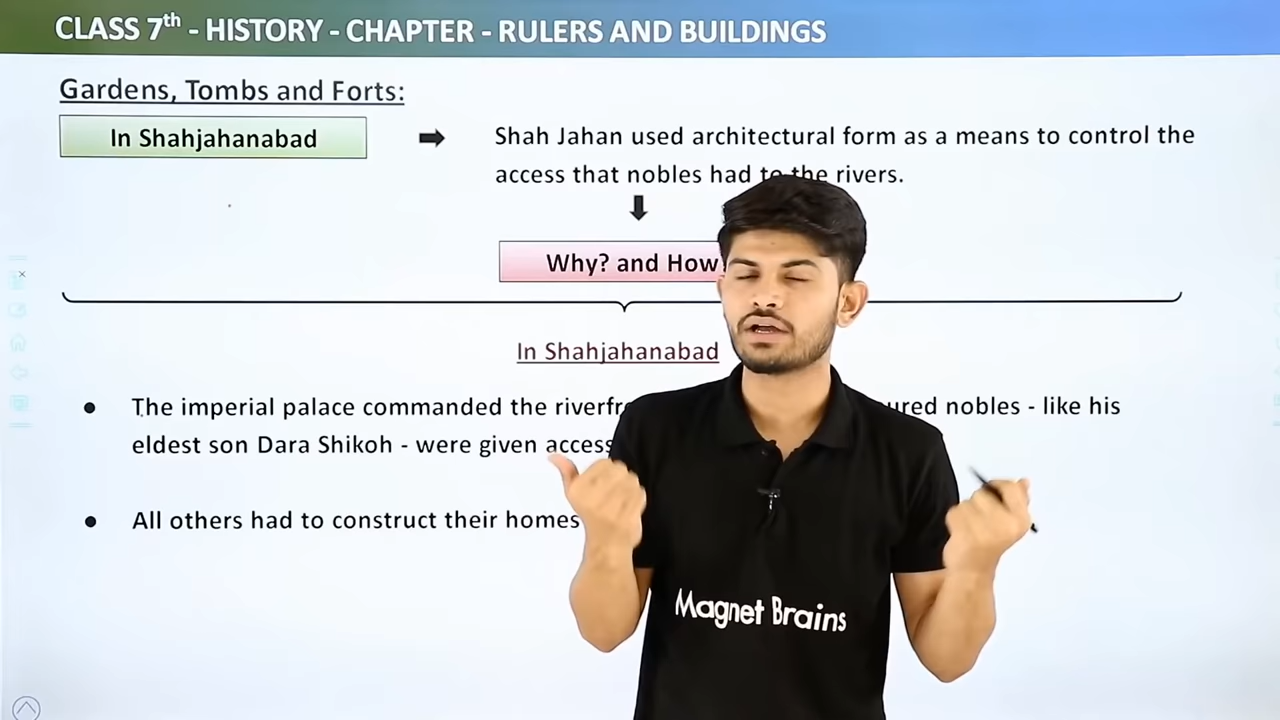 CLASS 7th - HISTORY - CHAPTER - RULERS AND BUILDINGS
Gardens, Tombs and Forts:
In Shahjahanabad
Shah Jahan used architectural form as a means to control the
access that nobles had to the rivers.
Why? and How
In Shahjahanabad
The imperial palace commanded the nobles - like his
eldest son Dara Shikoh - were given access
All others had to construct their homes
Magnet Brains